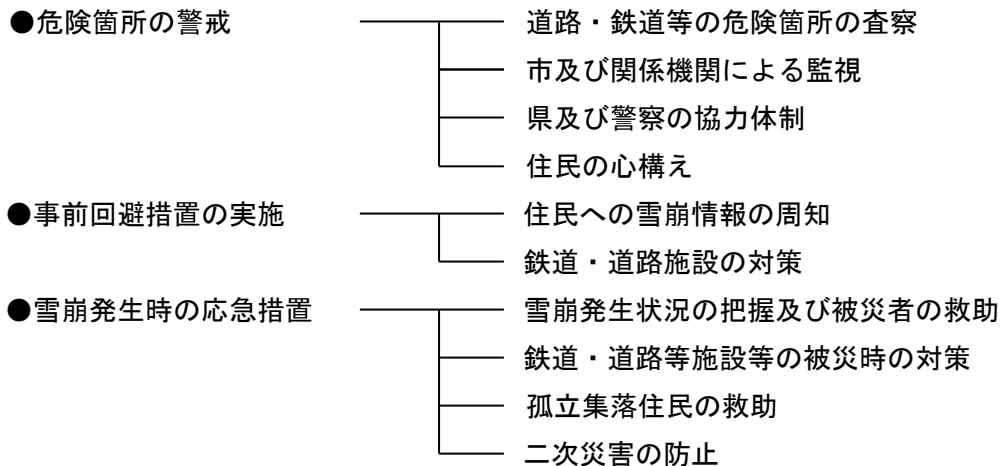 ●危険箇所の警戒
道路・鉄道等の危険箇所の査察
市及び関係機関による監視
県及び警察の協力体制
住民の心構え
●事前回避措置の実施
住民への雪崩情報の周知
鉄道・道路施設の対策
●雪崩発生時の応急措置
雪崩発生状況の把握及び被災者の救助
鉄道・道路等施設等の被災時の対策
孤立集落住民の救助
二次災害の防止